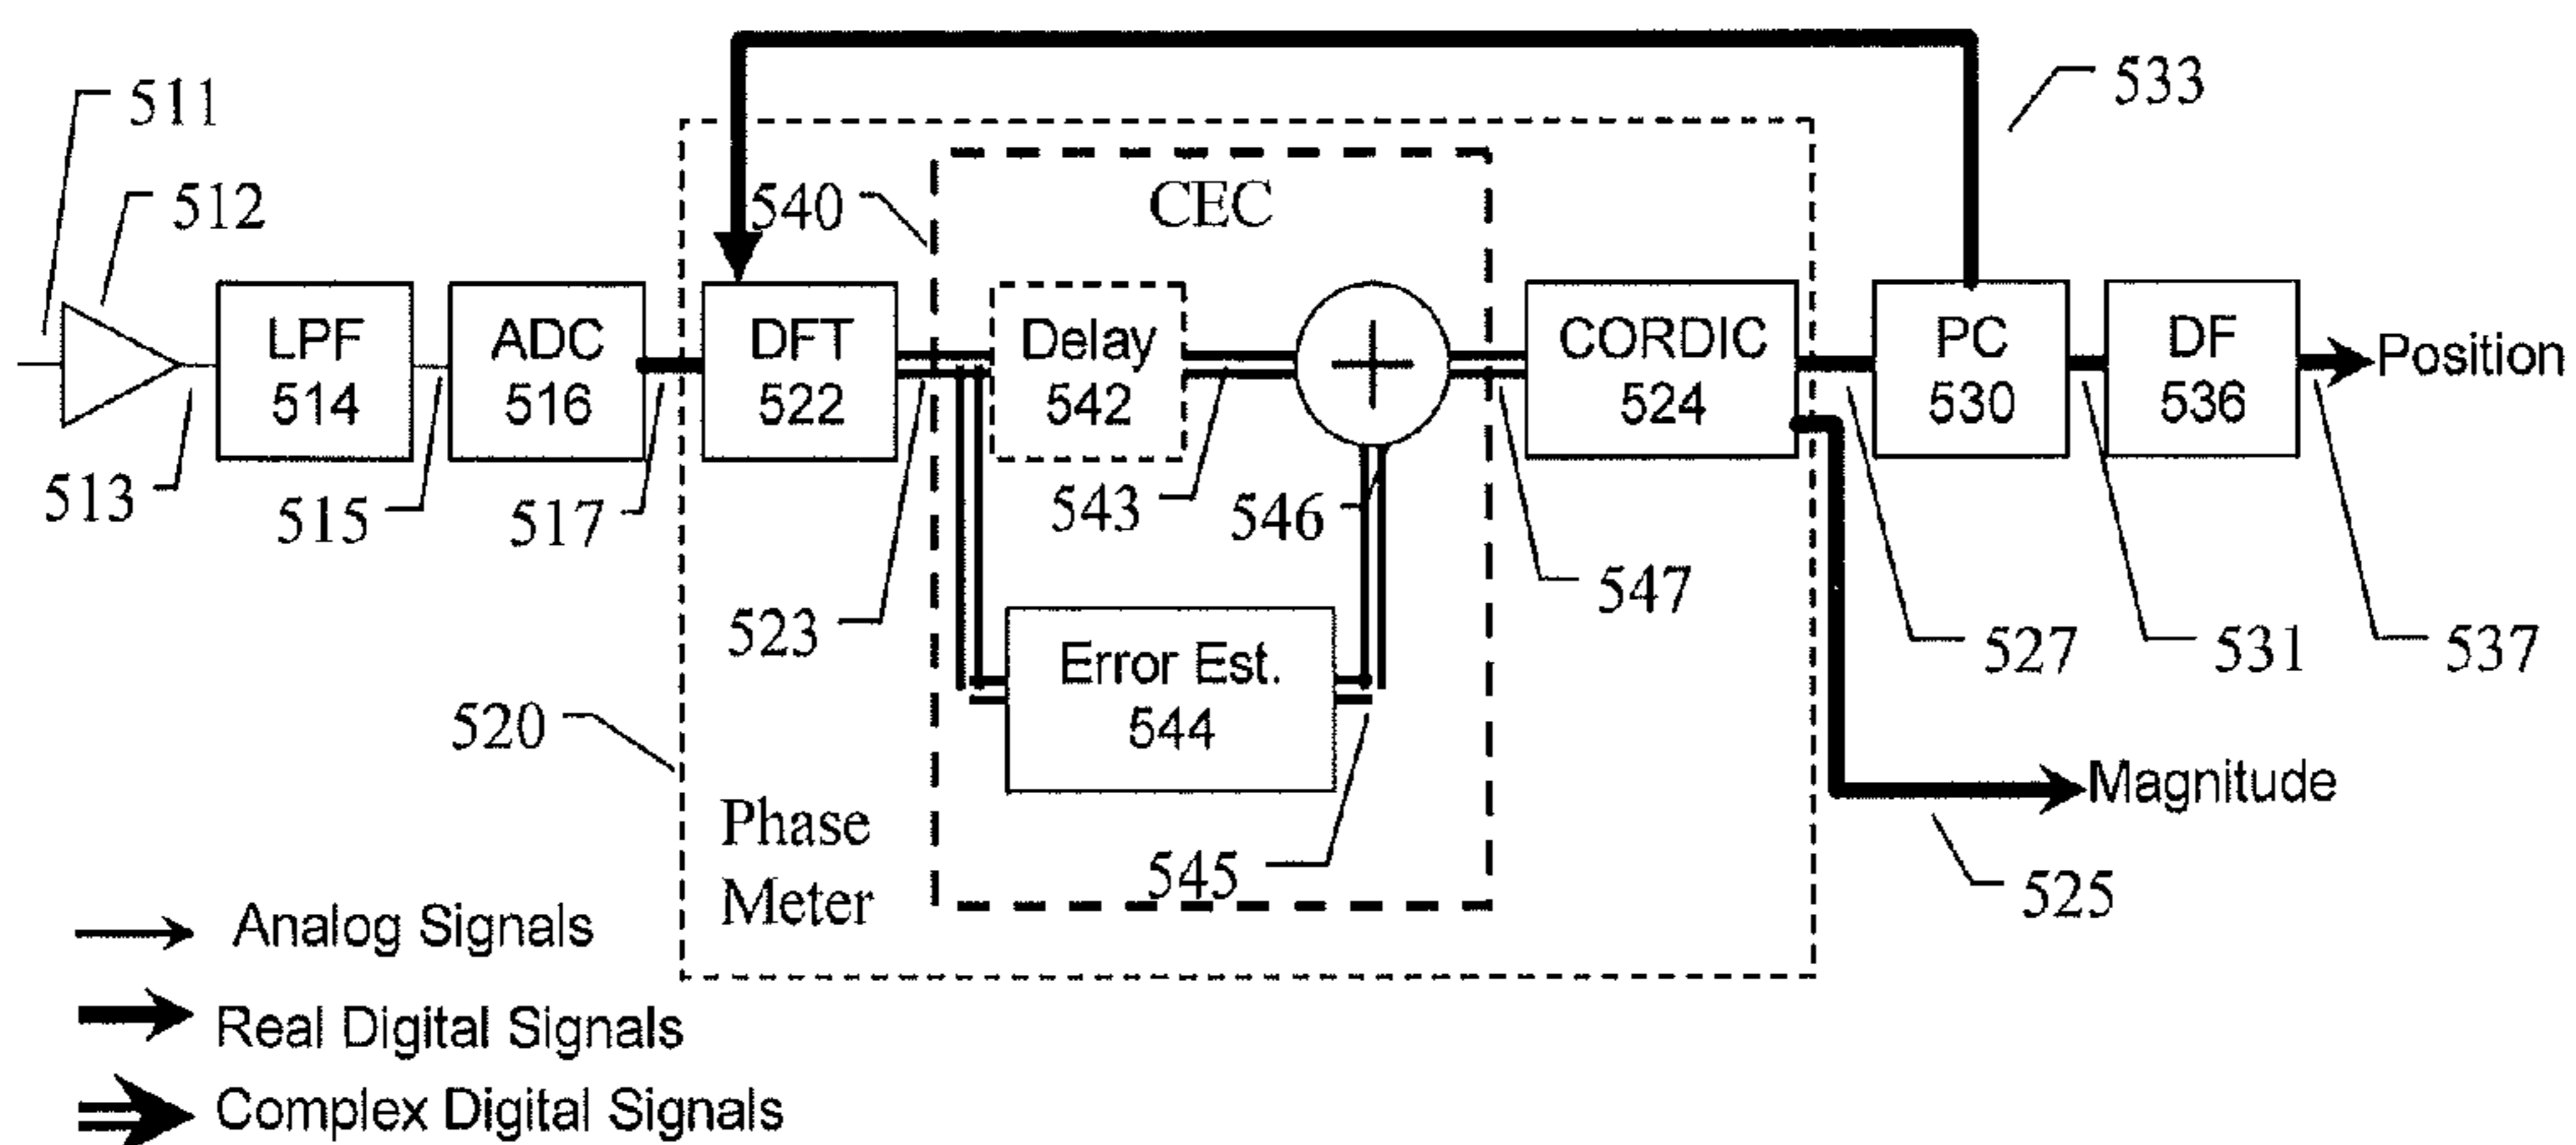 533
511
512
540
CEC
LPF
514
ADC
516
DFT
522
Delay
542
CORDIC
524
PC
530
DF
536
Position
513
515
517
543
546
523
547
527
531
537
Error Est.
544
520
Phase
Meter
545
Magnitude
525
Analog Signals
Real Digital Signals
Complex Digital Signals